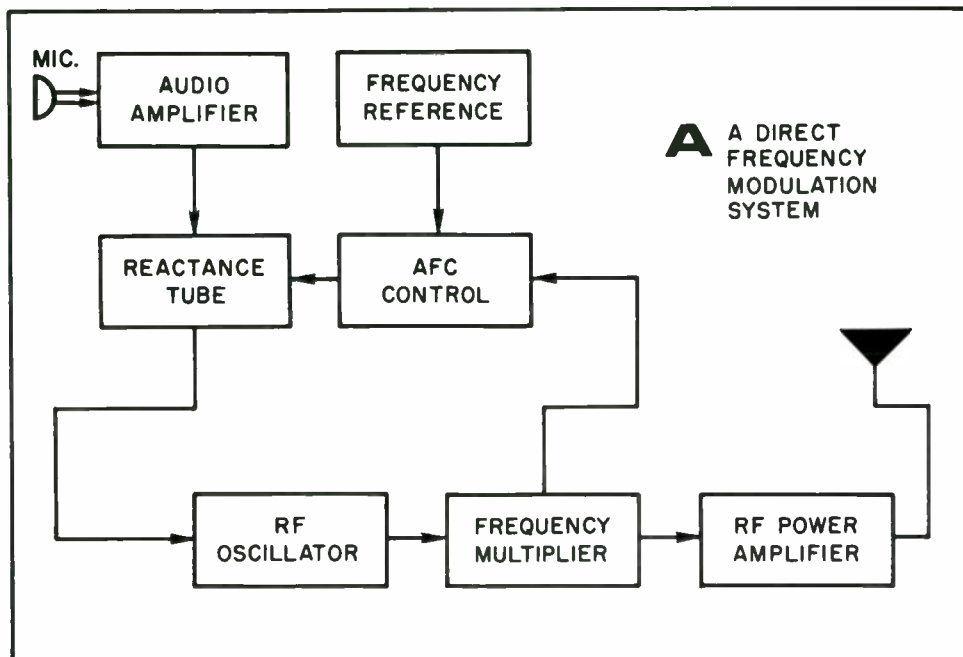 MIC.
AUDIO
AMPLIFIER
FREQUENCY
REFERENCE
A
A DIRECT
FREQUENCY
MODULATION
SYSTEM
REACTANCE
TUBE
AFC
CONTROL
RF
OSCILLATOR
FREQUENCY
MULTIPLIER
RF POWER
AMPLIFIER